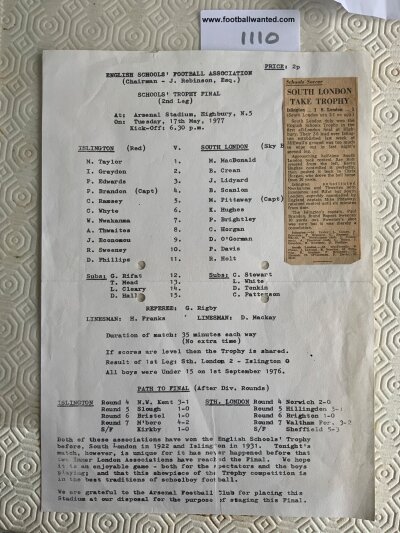 www.footballwanted.com
1110
PRICE: 2p
ENGLISH SCHOOLS' FOOTBALL ASSOCIATION
(Chairman - J. Robinson, Esq.)
SCHOOLS' TROPHY FINAL
(2nd Leg)
At: Arsenal Stadium, Highbury, N.5
On: Tuesday, 17th May, 1977
Kick-Off: 6.30 p.m.
ISLINGTON (Red) V. SOUTH LONDON (Sky B
M. Taylor 1. M. MacDonald
I. Graydon 2. B. Crean
P. Edwards 3. J. Lidyard
P. Brandon (Capt) 4. B. Scanlon
C. Ramsey 5. M. Pittaway (Capt)
C. Whyte 6. K. Hughes
V. Nwakanma 7. P. Brightley
A. Thwaites 8. C. Horgan
J. Economou 9. D. O'Gorman
R. Sweeney 10. P. Davis
D. Phillips 11. R. Holt
Subs: G. Rifat 12. Subs: C. Stewart
T. Mead 13. L. White
L. Cleary 14. D. Tonkin
D. Hall 15. C. Patterson
REFEREE: G. Rigby
LINESMAN: H. Franks LINESMAN: D. Mackay
Duration of match: 35 minutes each way
(No extra time)
If scores are level then the Trophy is shared.
Result of 1st Leg: Sth. London 2 - Islington 0
All boys were Under 15 on 1st September 1976.
PATH TO FINAL (After Div. Rounds)
ISLINGTON Round 4 N.W. Kent 3-1 STH. LONDON Round 4 Norwich 2-0
Round 5 Slough 1-0 Round 5 Hillingdon 3-
Round 6 Bristol 1-0 Round 6 Brighton 1-0
Round 7 M'boro 4-2 Round 7 Waltham For. 3-2
S/F Kirkby 1-0 S/F Sheffield 5-3
Both of these associations have won the English Schools' Trophy
before, South London in 1922 and Islington in 1931. Tonight's
match, however, is unique for it has never happened before that
two Inner London Associations have reached the Final. We hope
it is an enjoyable game - both for the spectators and the boys
playing; and that this showpiece of the Trophy competition is
in the best traditions of schoolboy football.
We are grateful to the Arsenal Football Club for placing this
Stadium at our disposal for the purpose of staging this Final.
Schools Soccer
SOUTH LONDON
TAKE TROPHY